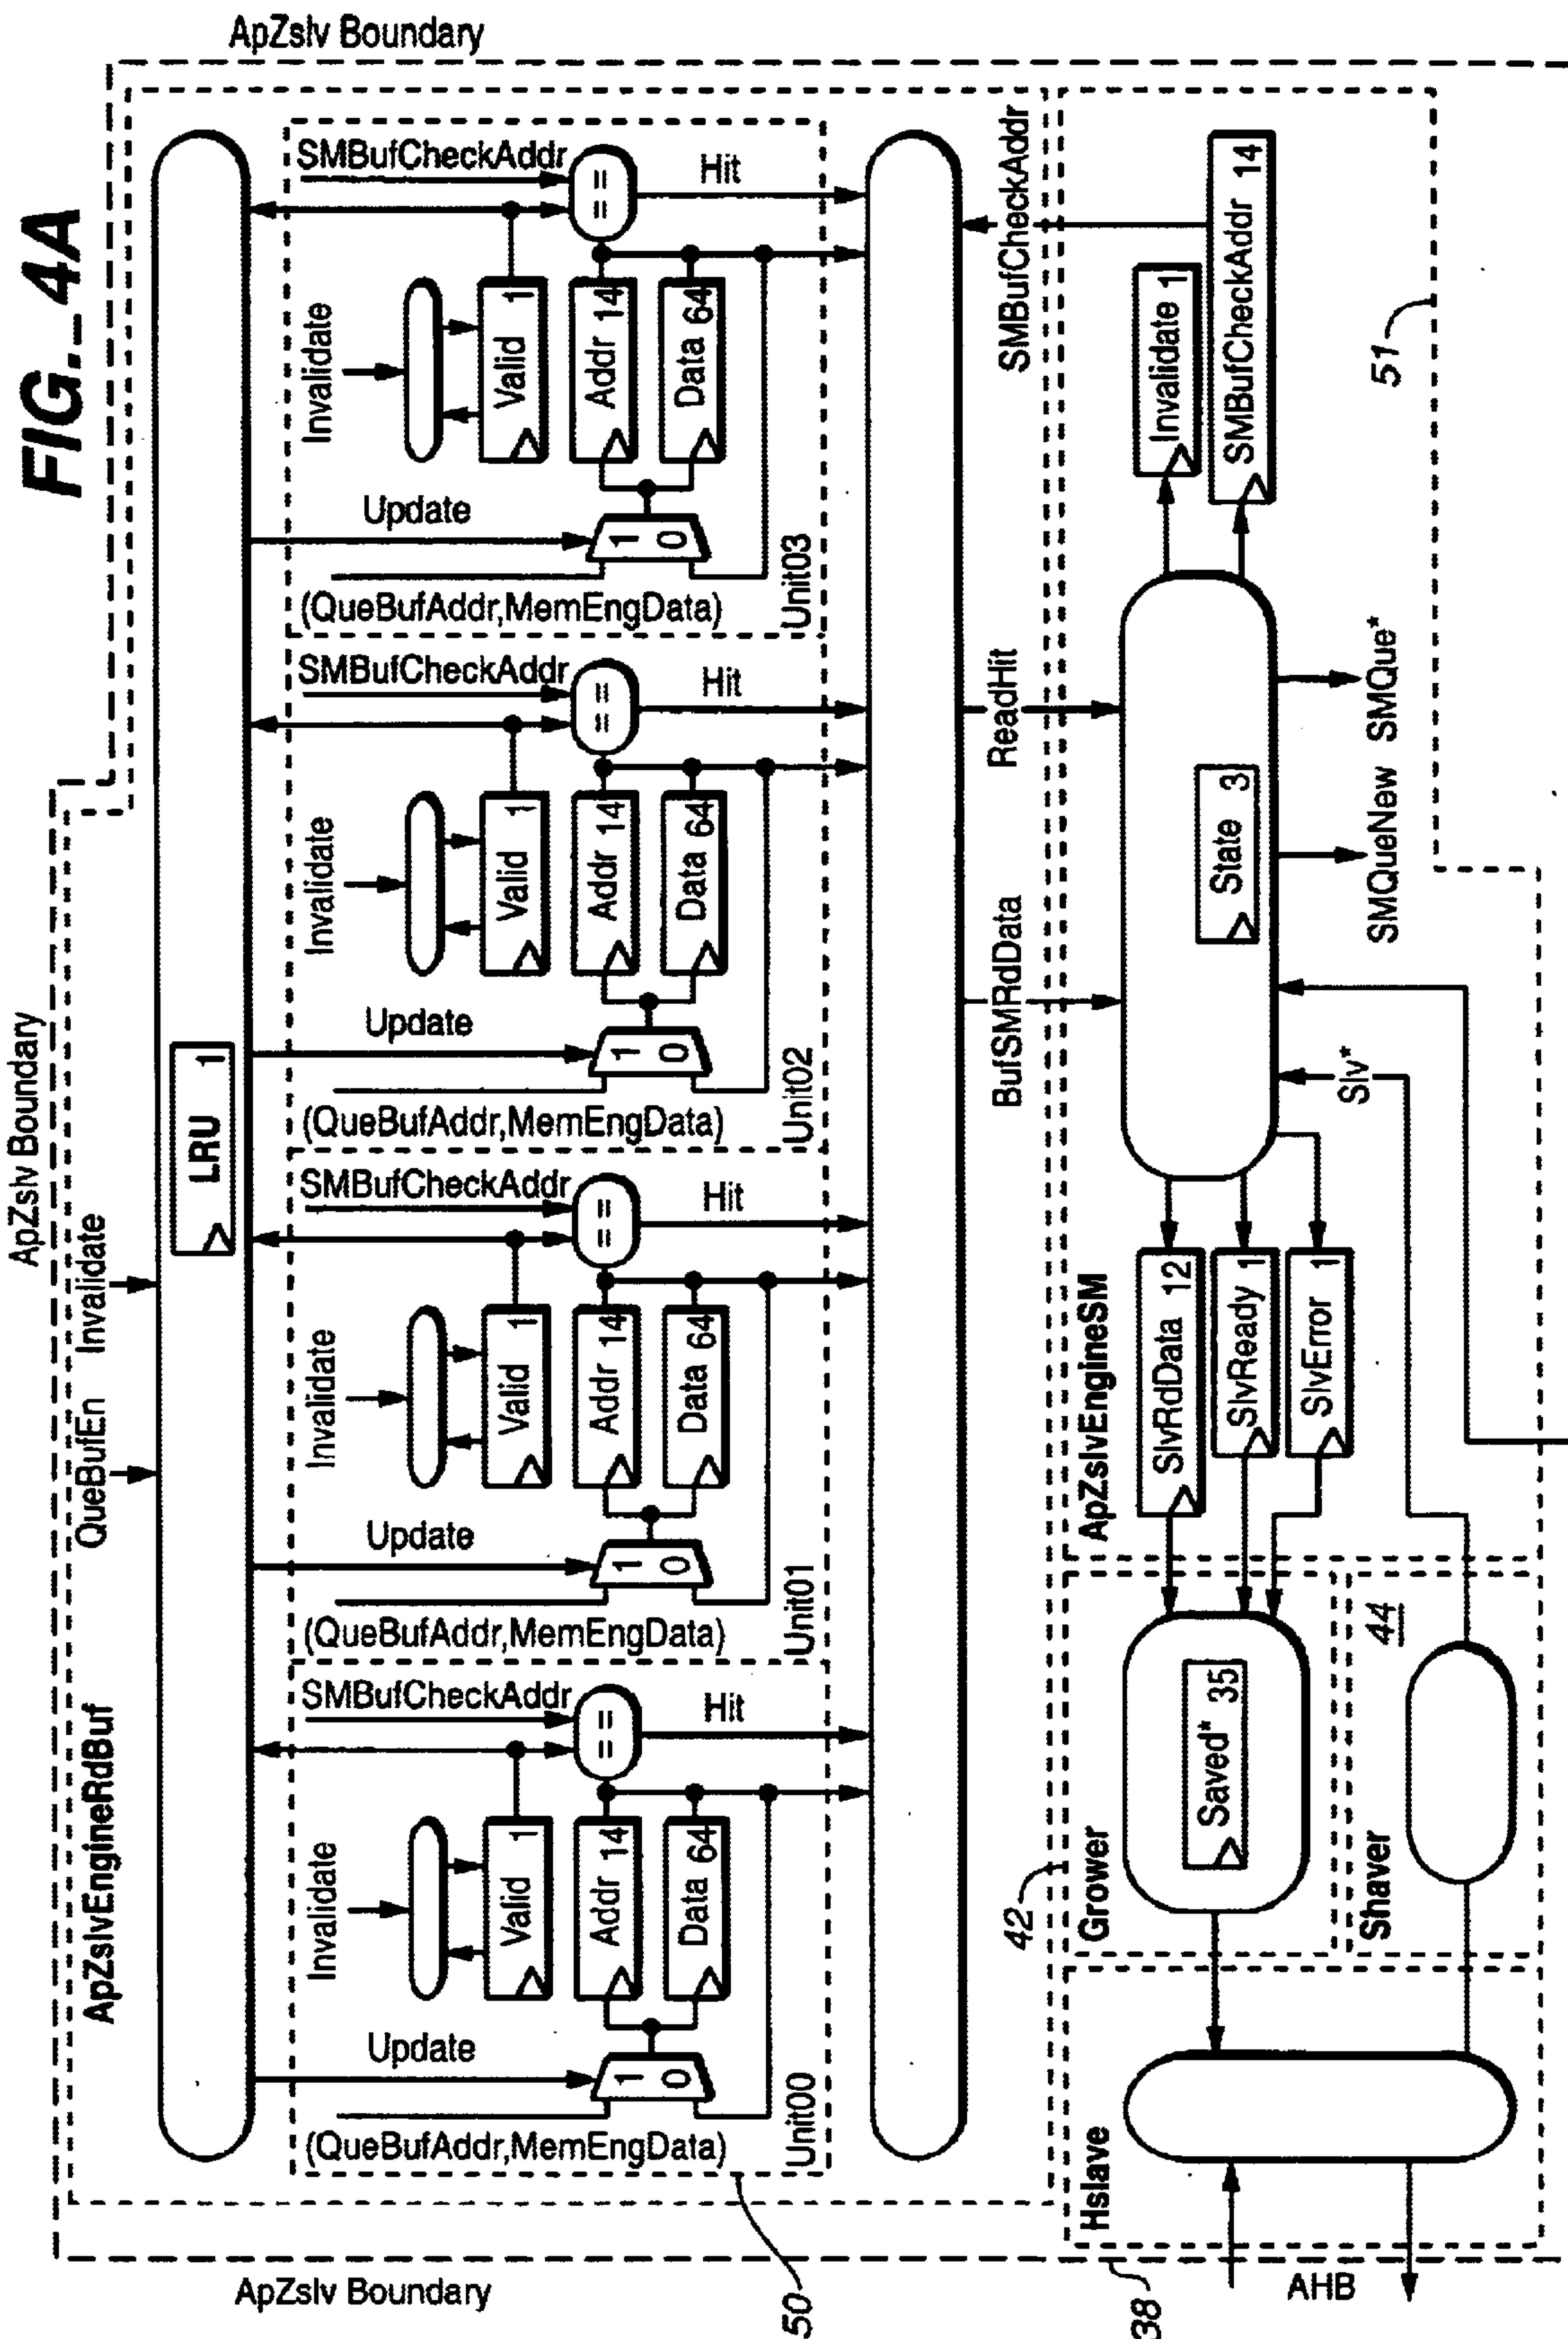 FIG._4A
ApZslv Boundary
ApZslv Boundary
ApZslv Boundary
QueBufEn
Invalidate
ApZslvEngineRdBuf
LRU 1
Update
Invalidate
Valid 1
Addr 14
Data 64
SMBufCheckAddr
==
Hit
1
0
(QueBufAddr,MemEngData)
Unit00
Update
Invalidate
Valid 1
Addr 14
Data 64
SMBufCheckAddr
==
Hit
1
0
(QueBufAddr,MemEngData)
Unit01
Update
Invalidate
Valid 1
Addr 14
Data 64
SMBufCheckAddr
==
Hit
1
0
(QueBufAddr,MemEngData)
Unit02
Update
Invalidate
Valid 1
Addr 14
Data 64
SMBufCheckAddr
==
Hit
1
0
(QueBufAddr,MemEngData)
Unit03
50
BufSMRdData
ReadHit
SMBufCheckAddr
42
Hslave
Grower
Saved* 35
Shaver
44
ApZslvEngineSM
SlvRdData 12
SlvReady 1
SlvError 1
Slv*
State 3
Invalidate 1
SMBufCheckAddr 14
SMQueNew
SMQue*
51
38
AHB